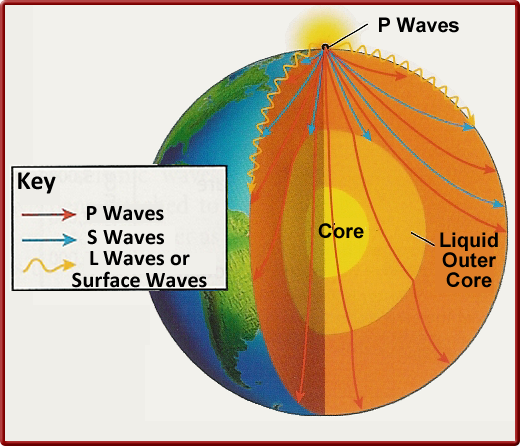 P Waves
Key
P Waves
S Waves
L Waves or
Surface Waves
Core
Liquid
Outer
Core